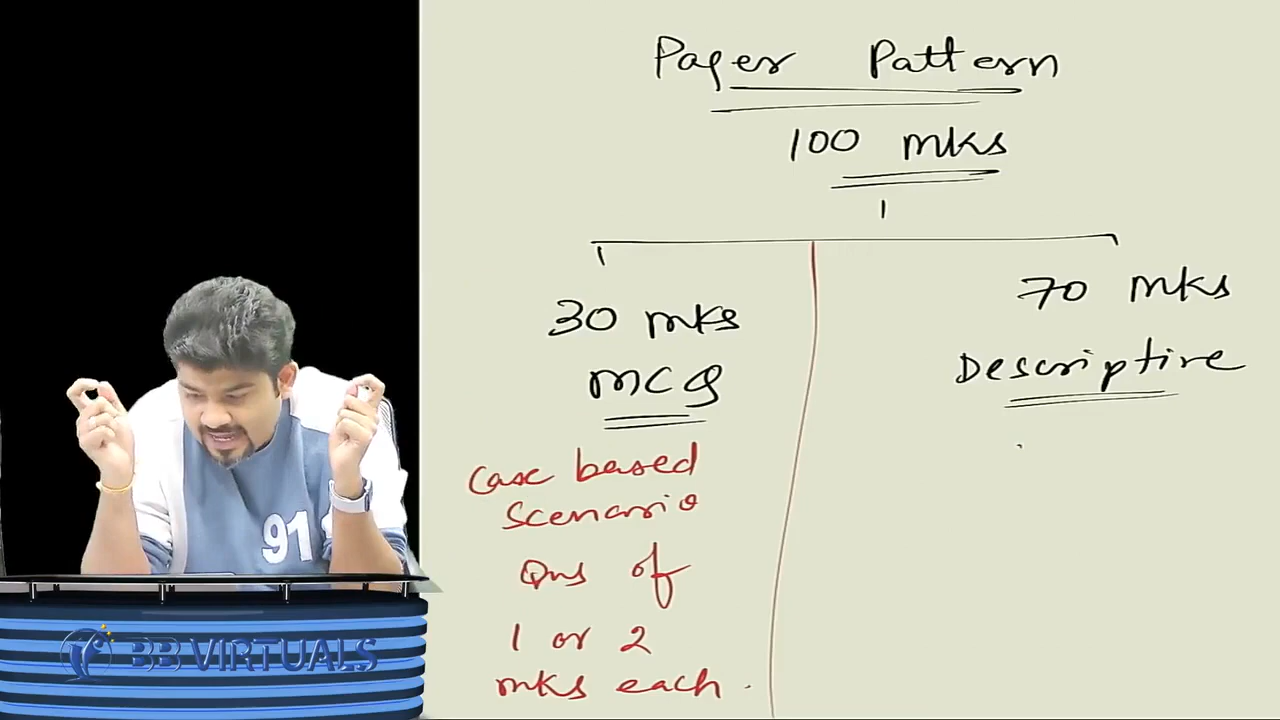 Paper Pattern
100 mks
30 mks
MCQ
Case based
Scenario
Qns of
1 or 2
mks each.
70 mks
Descriptive
91
BB VIRTUALS